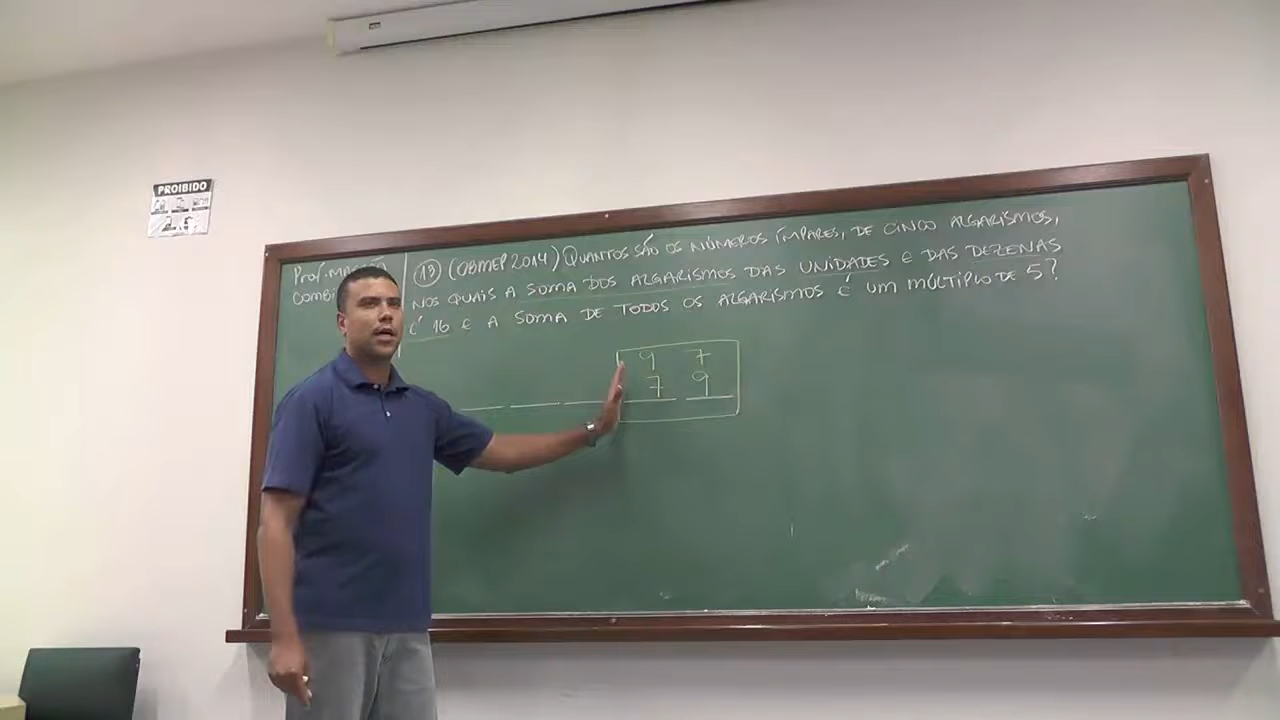 PROIBIDO
Prof.
Combi
13 (OBMEP 2014) QUANTOS SÃO OS NÚMEROS ÍMPARES, DE CINCO ALGARISMOS,
NOS QUAIS A SOMA DOS ALGARISMOS DAS UNIDADES E DAS DEZENAS
É 16 E A SOMA DE TODOS OS ALGARISMOS É UM MÚLTIPLO DE 5?
9 7
7 9